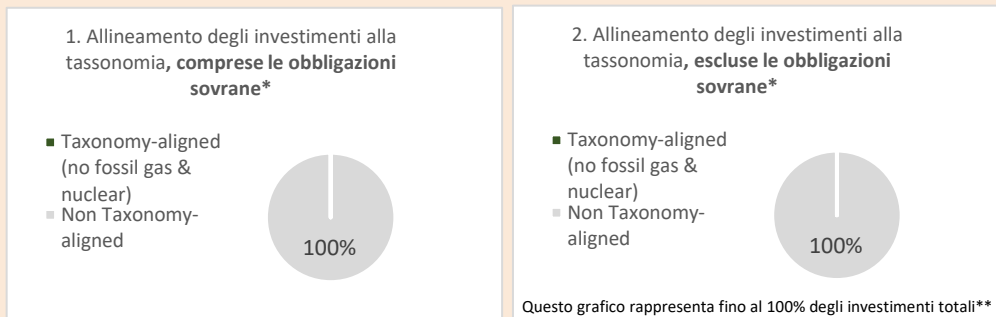 1. Allineamento degli investimenti alla
tassonomia, comprese le obbligazioni
sovrane*
Taxonomy-aligned
(no fossil gas &
nuclear)
Non Taxonomy-
aligned
100%
2. Allineamento degli investimenti alla
tassonomia, escluse le obbligazioni
sovrane*
Taxonomy-aligned
(no fossil gas &
nuclear)
Non Taxonomy-
aligned
100%
Questo grafico rappresenta fino al 100% degli investimenti totali**